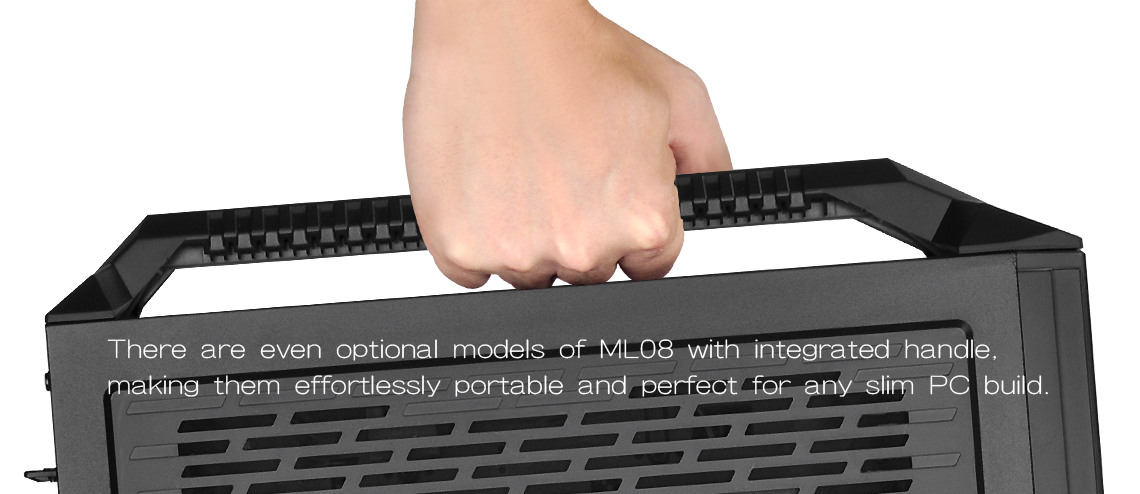 There are even optional models of ML08 with integrated handle,
making them effortlessly portable and perfect for any slim PC build.